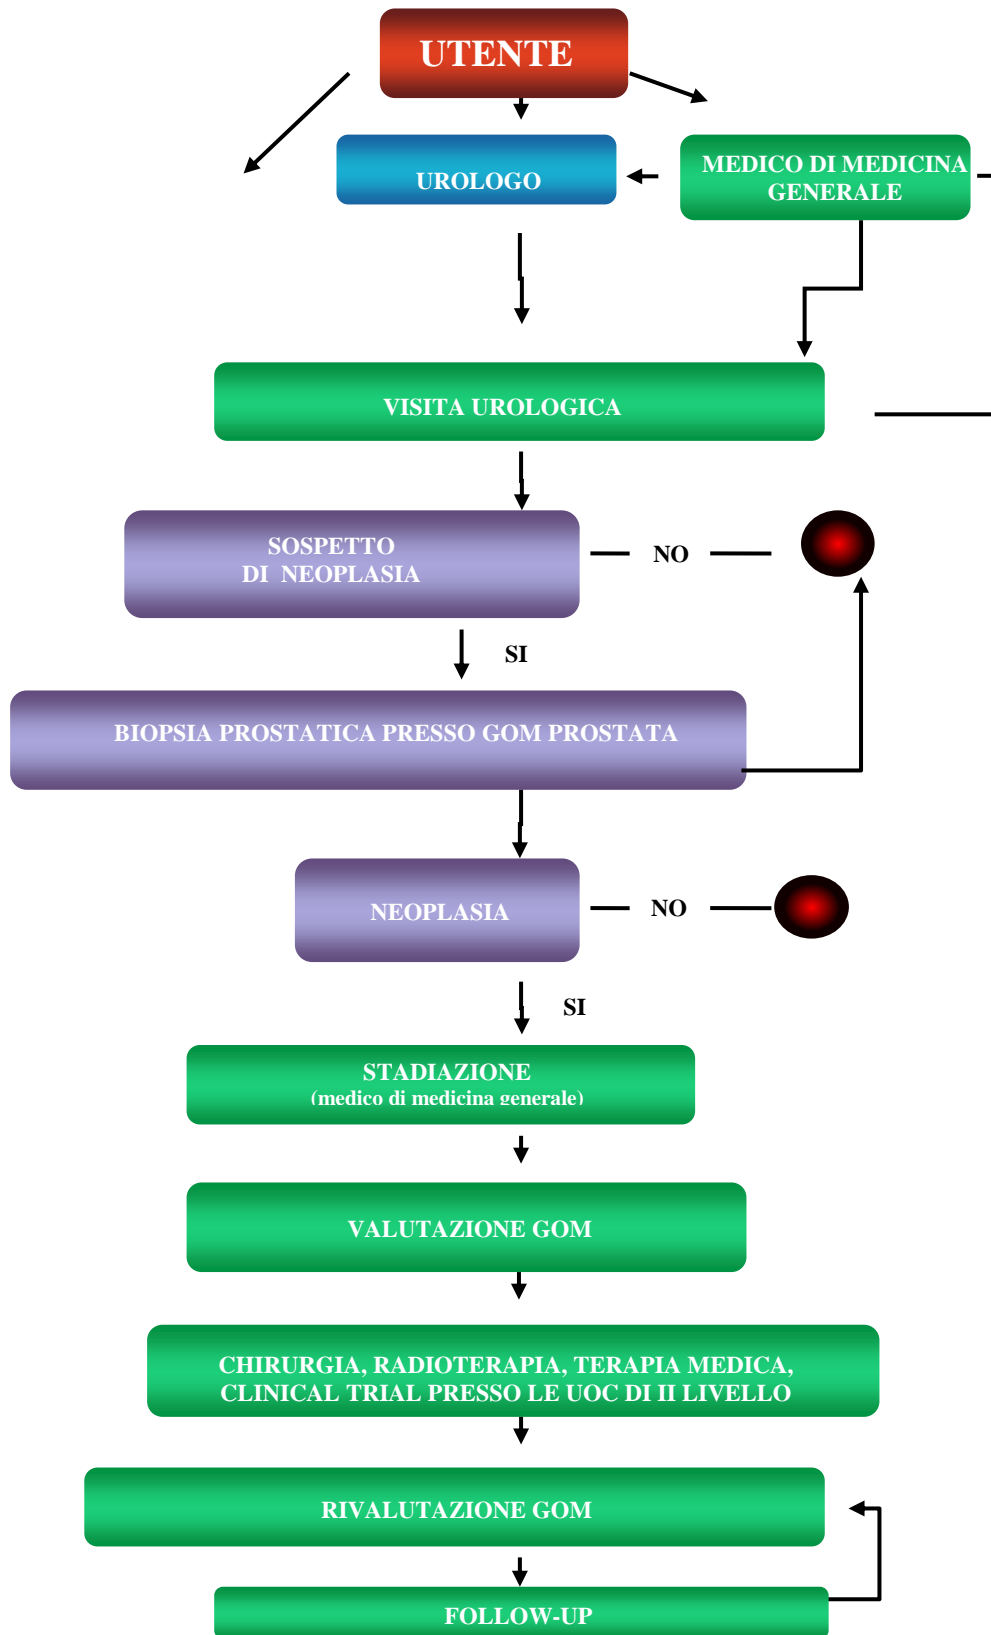 UTENTE
UROLOGO
MEDICO DI MEDICINA
GENERALE
VISITA UROLOGICA
SOSPETTO
DI NEOPLASIA
NO
SI
BIOPSIA PROSTATICA PRESSO GOM PROSTATA
NEOPLASIA
NO
SI
STADIAZIONE
(medico di medicina generale)
VALUTAZIONE GOM
CHIRURGIA, RADIOTERAPIA, TERAPIA MEDICA,
CLINICAL TRIAL PRESSO LE UOC DI II LIVELLO
RIVALUTAZIONE GOM
FOLLOW-UP